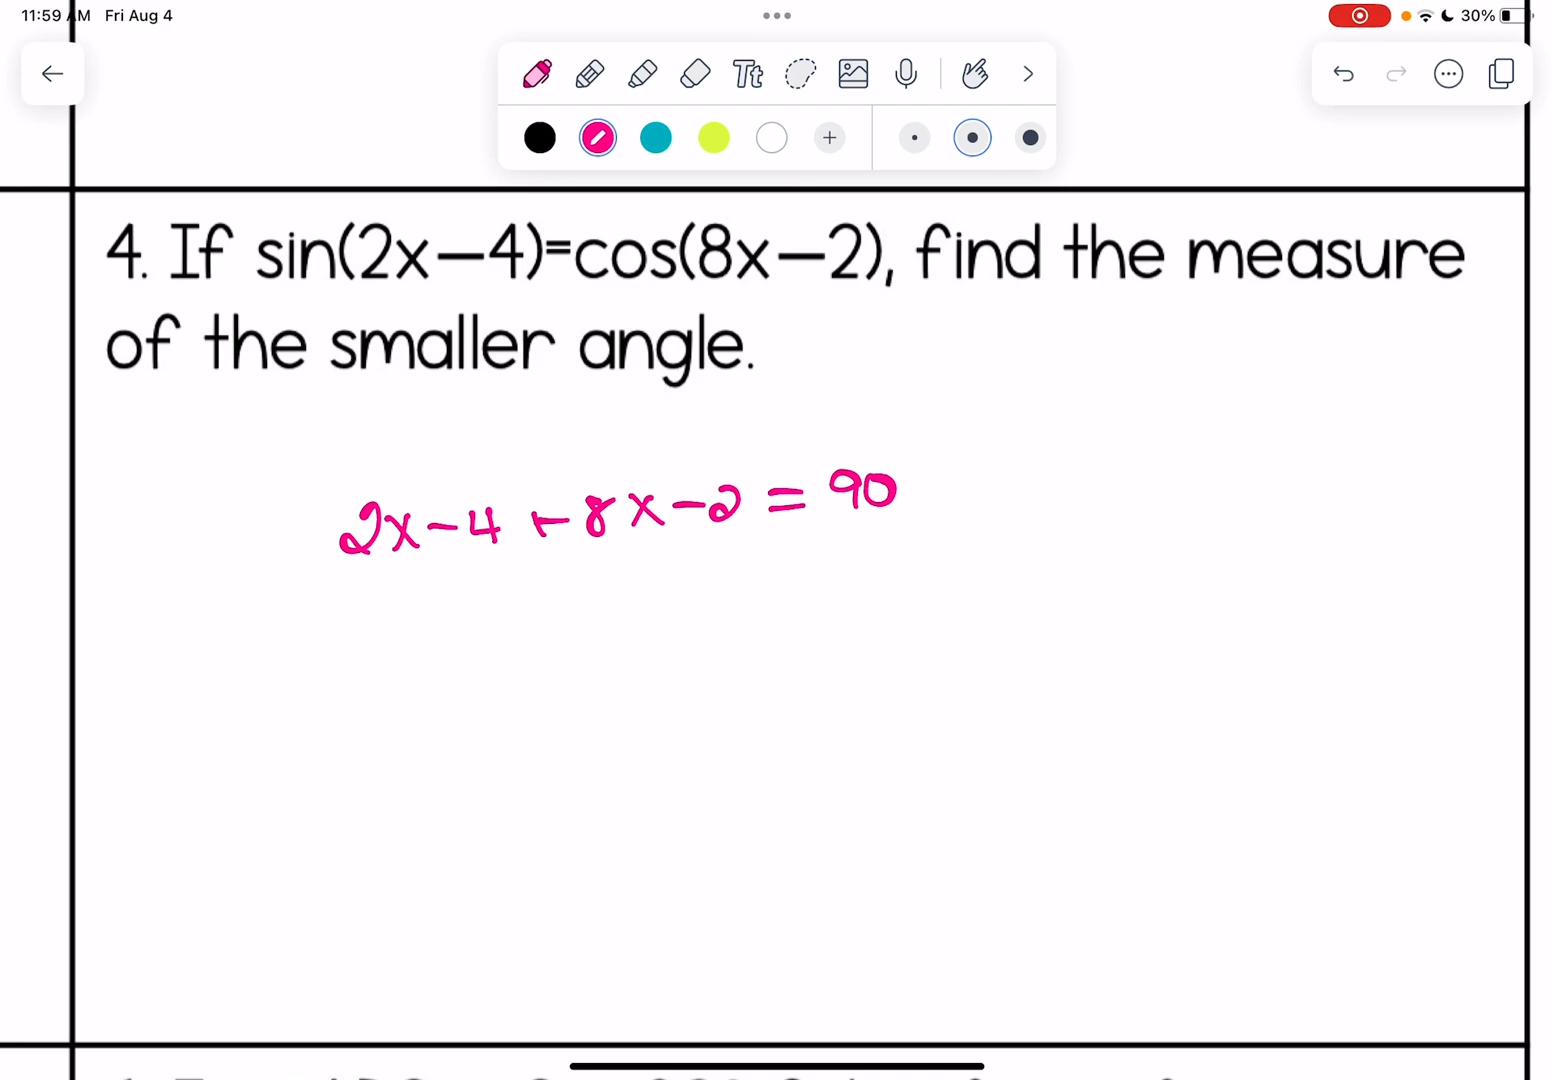 11:59 AM Fri Aug 4
30%
Tt
4. If sin(2x−4)=cos(8x−2), find the measure
of the smaller angle.
2x−4 + 8x−2 = 90